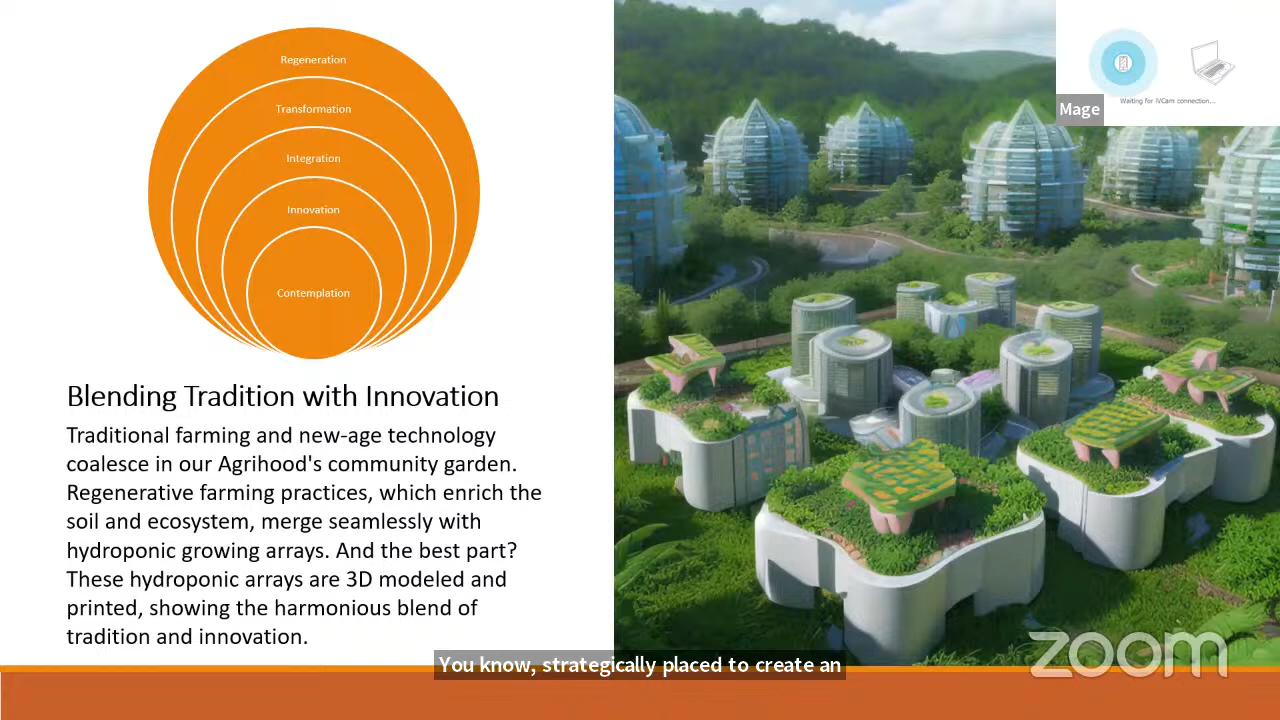 Regeneration
Transformation
Integration
Innovation
Contemplation
Blending Tradition with Innovation
Traditional farming and new-age technology
coalesce in our Agrihood's community garden.
Regenerative farming practices, which enrich the
soil and ecosystem, merge seamlessly with
hydroponic growing arrays. And the best part?
These hydroponic arrays are 3D modeled and
printed, showing the harmonious blend of
tradition and innovation.
Waiting for iVCam connection...
Mage
You know, strategically placed to create an
zoom